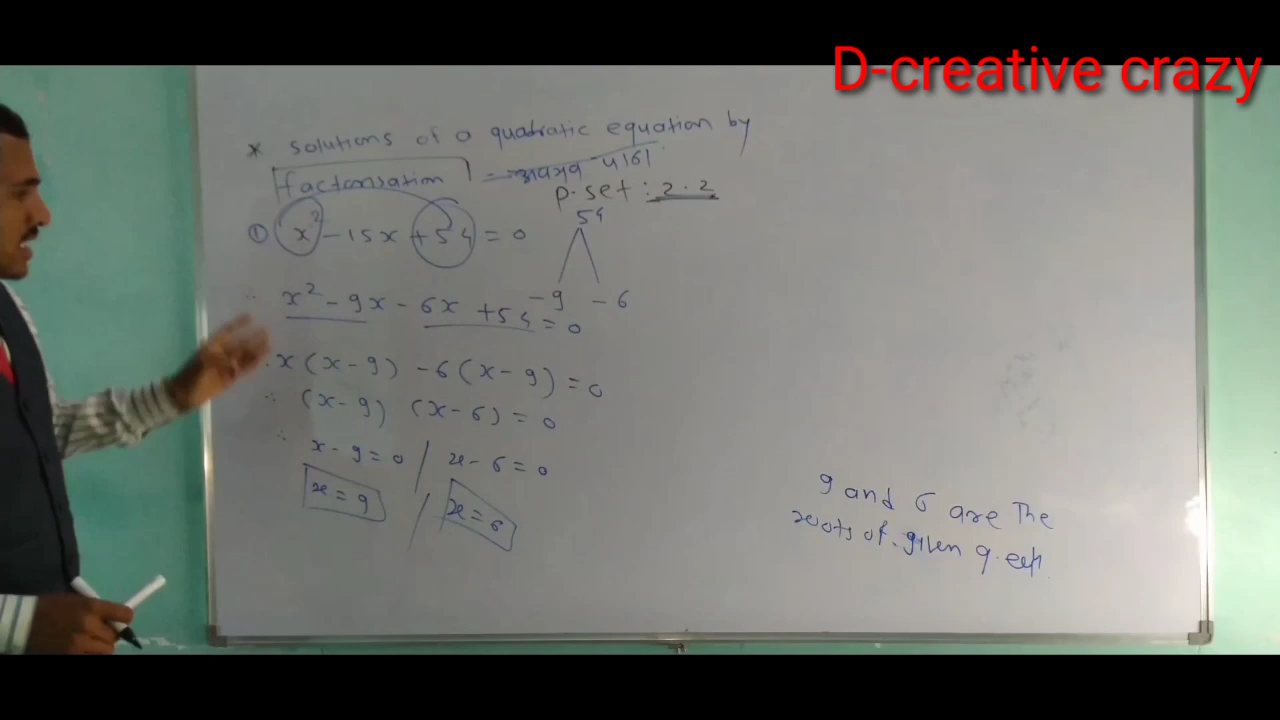 D-creative crazy
* solutions of a quadratic equation by
factorisation = अवयव
P.set : 2.2
① x² - 15x + 54 = 0
54
-9 -6
∴ x² - 9x - 6x + 54 = 0
∴ x(x-9) -6(x-9) = 0
∴ (x-9) (x-6) = 0
∴ x - 9 = 0 / x - 6 = 0
x = 9 / x = 6
9 and 6 are the
roots of given q.